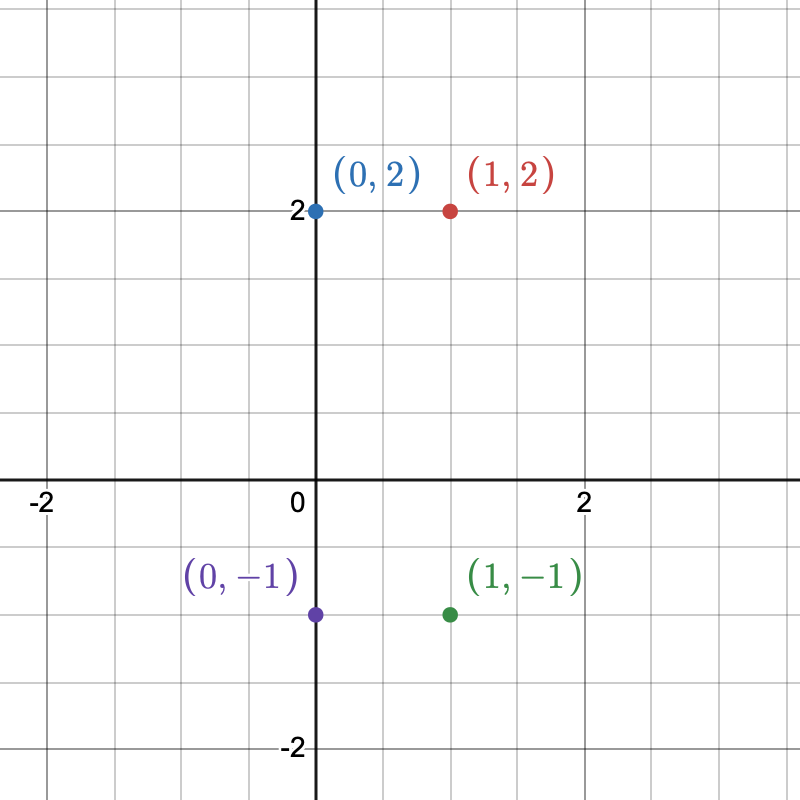 (0, 2) (1, 2)
2
-2 0 2
(0, −1) (1, −1)
-2